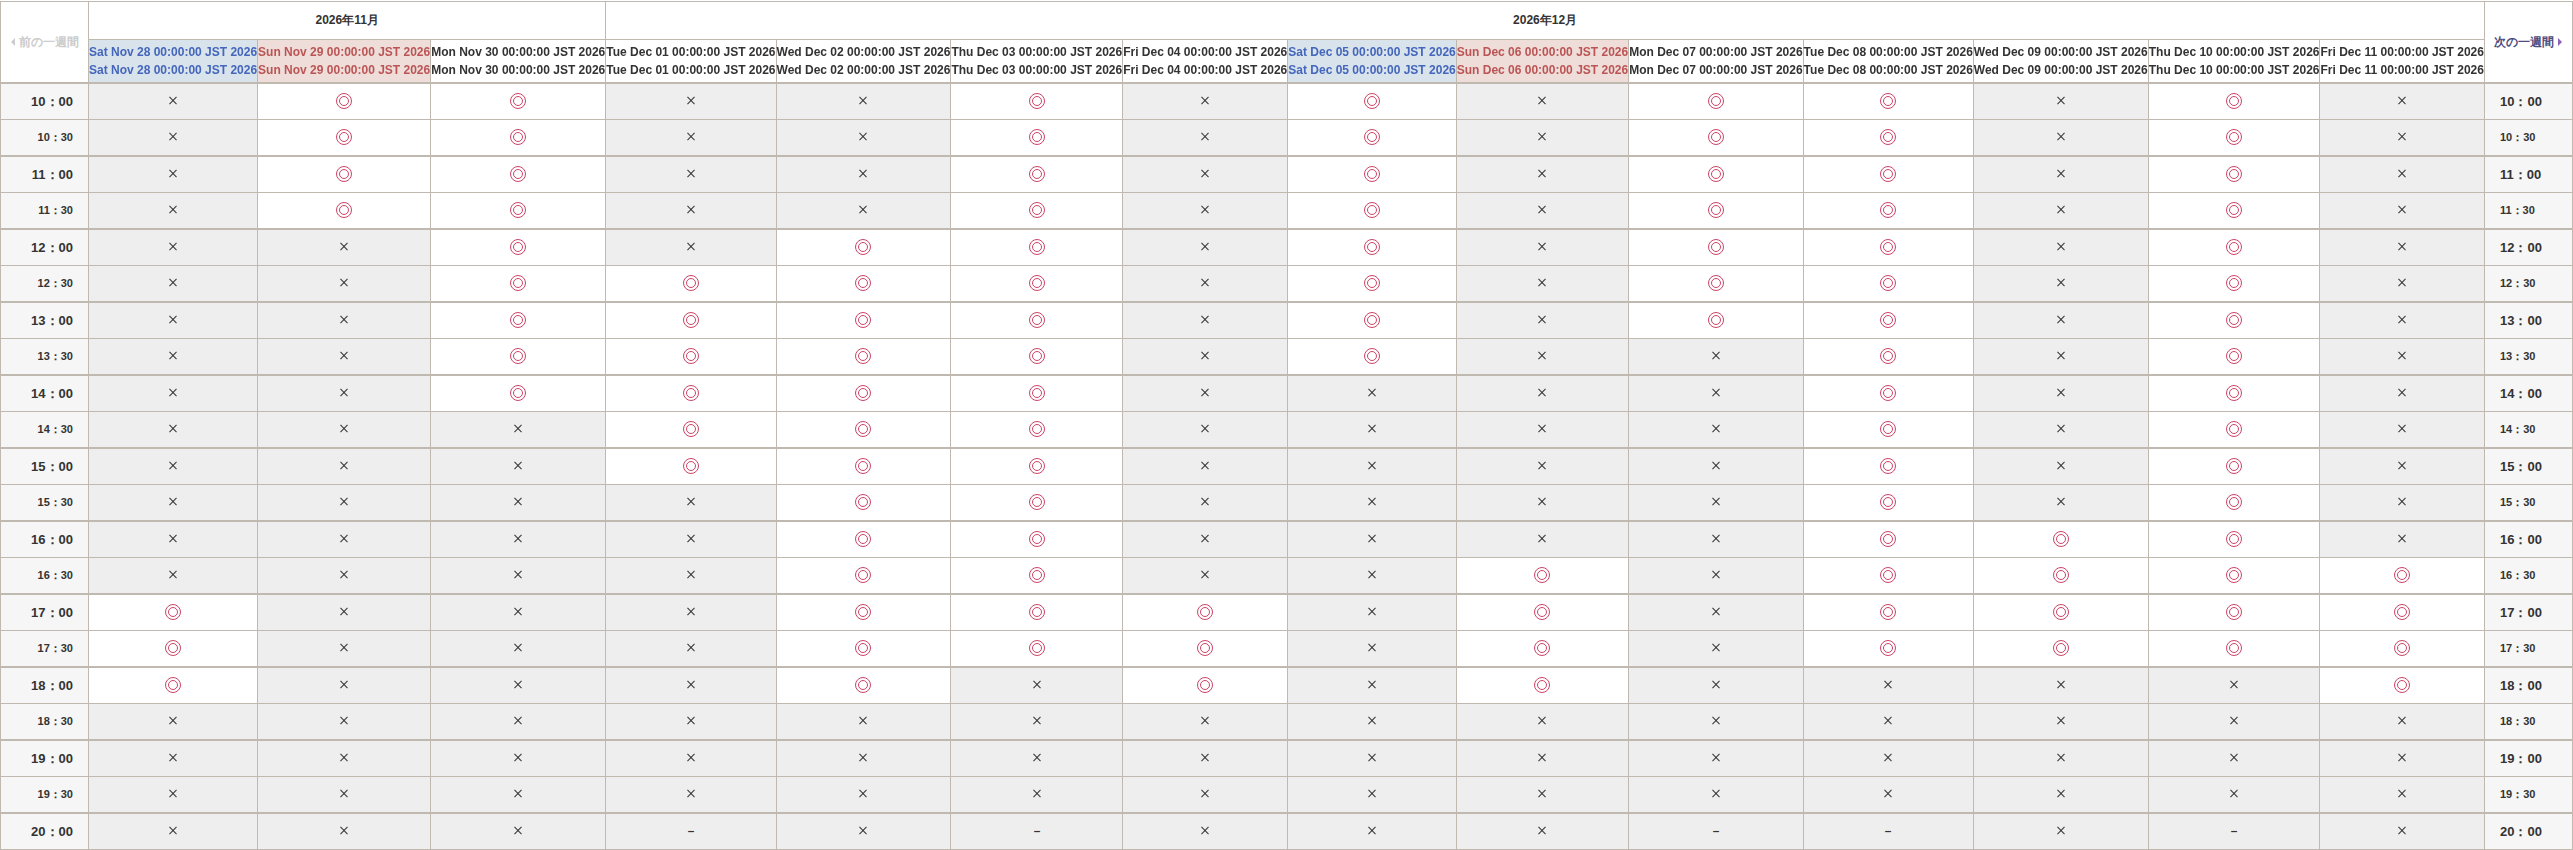 前の一週間
2026年11月
2026年12月
次の一週間
Sat Nov 28 00:00:00 JST 2026 Sun Nov 29 00:00:00 JST 2026 Mon Nov 30 00:00:00 JST 2026 Tue Dec 01 00:00:00 JST 2026 Wed Dec 02 00:00:00 JST 2026 Thu Dec 03 00:00:00 JST 2026 Fri Dec 04 00:00:00 JST 2026 Sat Dec 05 00:00:00 JST 2026 Sun Dec 06 00:00:00 JST 2026 Mon Dec 07 00:00:00 JST 2026 Tue Dec 08 00:00:00 JST 2026 Wed Dec 09 00:00:00 JST 2026 Thu Dec 10 00:00:00 JST 2026 Fri Dec 11 00:00:00 JST 2026
Sat Nov 28 00:00:00 JST 2026 Sun Nov 29 00:00:00 JST 2026 Mon Nov 30 00:00:00 JST 2026 Tue Dec 01 00:00:00 JST 2026 Wed Dec 02 00:00:00 JST 2026 Thu Dec 03 00:00:00 JST 2026 Fri Dec 04 00:00:00 JST 2026 Sat Dec 05 00:00:00 JST 2026 Sun Dec 06 00:00:00 JST 2026 Mon Dec 07 00:00:00 JST 2026 Tue Dec 08 00:00:00 JST 2026 Wed Dec 09 00:00:00 JST 2026 Thu Dec 10 00:00:00 JST 2026 Fri Dec 11 00:00:00 JST 2026
10：00 × ◎ ◎ × × ◎ × ◎ × ◎ ◎ × ◎ × 10：00
10：30 × ◎ ◎ × × ◎ × ◎ × ◎ ◎ × ◎ × 10：30
11：00 × ◎ ◎ × × ◎ × ◎ × ◎ ◎ × ◎ × 11：00
11：30 × ◎ ◎ × × ◎ × ◎ × ◎ ◎ × ◎ × 11：30
12：00 × × ◎ × ◎ ◎ × ◎ × ◎ ◎ × ◎ × 12：00
12：30 × × ◎ ◎ ◎ ◎ × ◎ × ◎ ◎ × ◎ × 12：30
13：00 × × ◎ ◎ ◎ ◎ × ◎ × ◎ ◎ × ◎ × 13：00
13：30 × × ◎ ◎ ◎ ◎ × ◎ × × ◎ × ◎ × 13：30
14：00 × × ◎ ◎ ◎ ◎ × × × × ◎ × ◎ × 14：00
14：30 × × × ◎ ◎ ◎ × × × × ◎ × ◎ × 14：30
15：00 × × × ◎ ◎ ◎ × × × × ◎ × ◎ × 15：00
15：30 × × × × ◎ ◎ × × × × ◎ × ◎ × 15：30
16：00 × × × × ◎ ◎ × × × × ◎ ◎ ◎ × 16：00
16：30 × × × × ◎ ◎ × × ◎ × ◎ ◎ ◎ ◎ 16：30
17：00 ◎ × × × ◎ ◎ ◎ × ◎ × ◎ ◎ ◎ ◎ 17：00
17：30 ◎ × × × ◎ ◎ ◎ × ◎ × ◎ ◎ ◎ ◎ 17：30
18：00 ◎ × × × ◎ × ◎ × ◎ × × × × ◎ 18：00
18：30 × × × × × × × × × × × × × × 18：30
19：00 × × × × × × × × × × × × × × 19：00
19：30 × × × × × × × × × × × × × × 19：30
20：00 × × × − × − × × × − − × − × 20：00